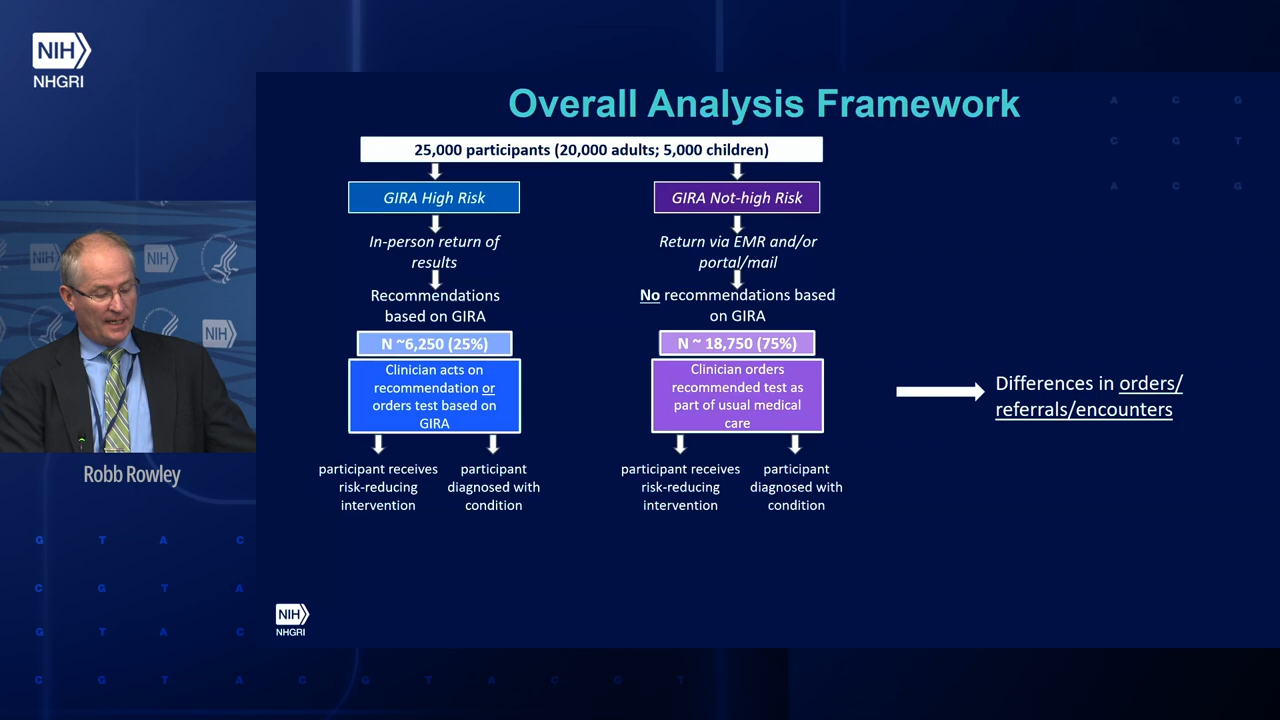 NIH
NHGRI
Overall Analysis Framework
25,000 participants (20,000 adults; 5,000 children)
GIRA High Risk
In-person return of
results
Recommendations
based on GIRA
N ~6,250 (25%)
Clinician acts on
recommendation or
orders test based on
GIRA
participant receives
risk-reducing
intervention
participant
diagnosed with
condition
GIRA Not-high Risk
Return via EMR and/or
portal/mail
No recommendations based
on GIRA
N ~ 18,750 (75%)
Clinician orders
recommended test as
part of usual medical
care
participant receives
risk-reducing
intervention
participant
diagnosed with
condition
Differences in orders/
referrals/encounters
A C G
C G T
A C G
NIH
NIH
NIH
Robb Rowley
G T A C
C G T A
G T A C
C G T A C G T A C G T
NIH
NHGRI